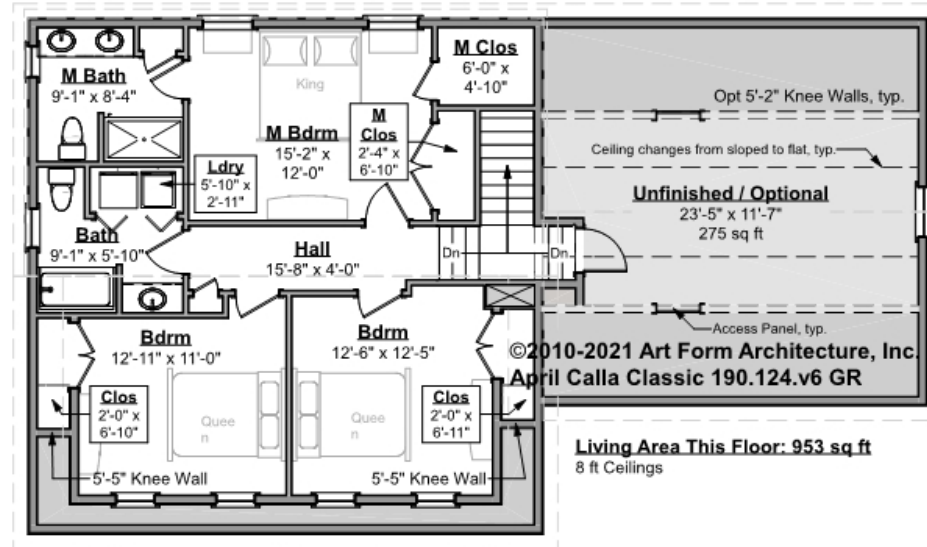 M Bath
9'-1" x 8'-4"
King
M Clos
6'-0" x
4'-10"
M Bdrm
15'-2" x
12'-0"
M
Clos
2'-4" x
6'-10"
Ldry
5'-10" x
2'-11"
Bath
9'-1" x 5'-10"
Hall
15'-8" x 4'-0"
Dn
Dn
Opt 5'-2" Knee Walls, typ.
Ceiling changes from sloped to flat, typ.
Unfinished / Optional
23'-5" x 11'-7"
275 sq ft
Access Panel, typ.
Bdrm
12'-11" x 11'-0"
Bdrm
12'-6" x 12'-5"
©2010-2021 Art Form Architecture, Inc.
April Calla Classic 190.124.v6 GR
Clos
2'-0" x
6'-10"
Quee
n
Quee
n
Clos
2'-0" x
6'-11"
5'-5" Knee Wall
5'-5" Knee Wall
Living Area This Floor: 953 sq ft
8 ft Ceilings